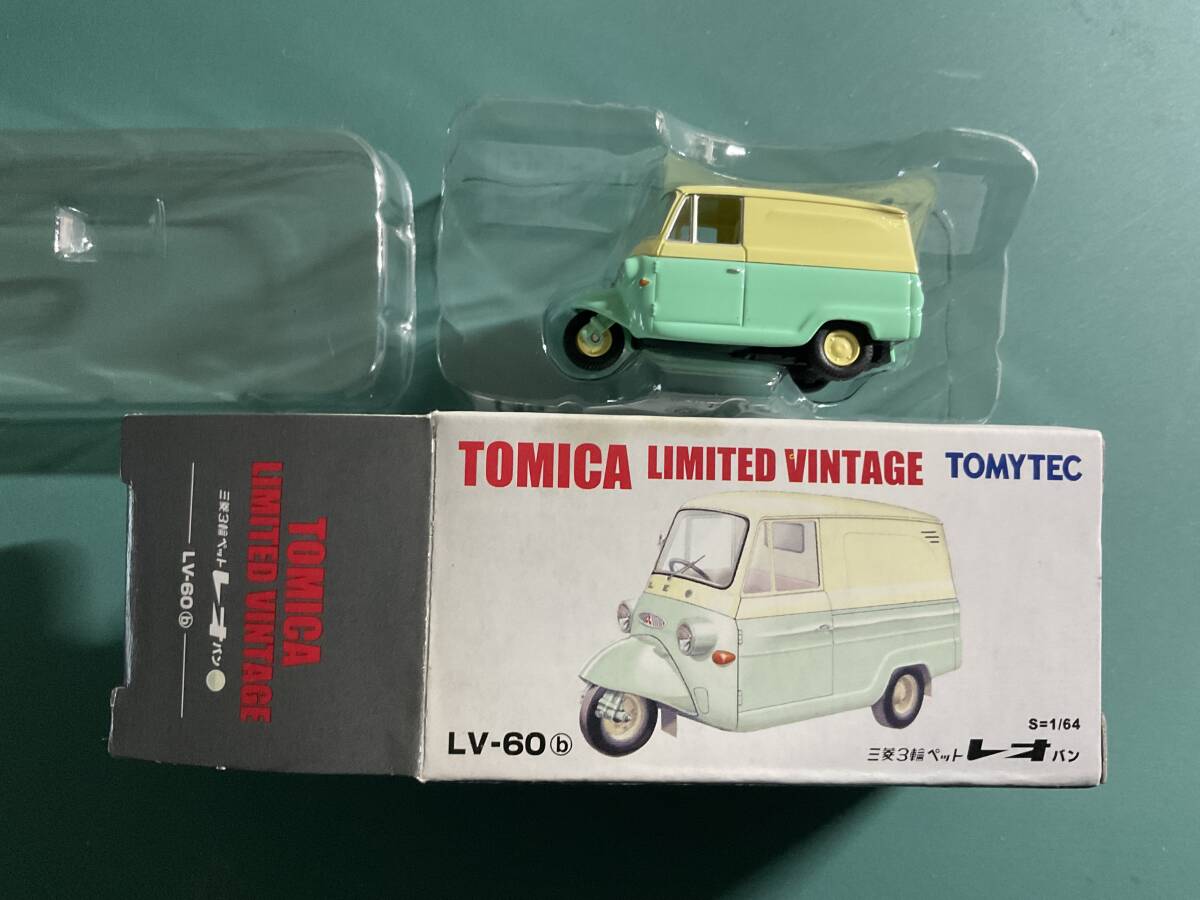 TOMICA LIMITED VINTAGE TOMYTEC
LEO
S=1/64
LV-60ⓑ
三菱3輪ペット レオ バン
TOMICA
LIMITED VINTAGE
三菱3輪ペット レオ バン
LV-60ⓑ